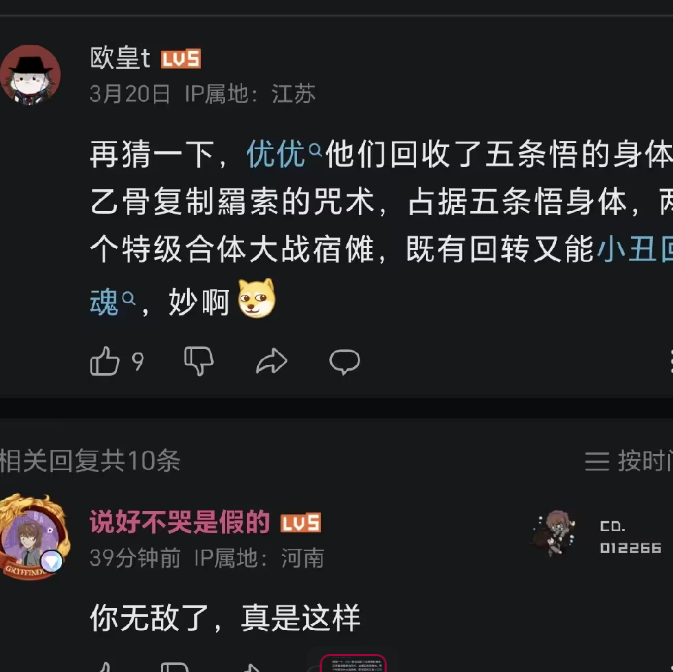 欧皇t LV5
3月20日 IP属地：江苏
再猜一下，优优他们回收了五条悟的身体
乙骨复制羂索的咒术，占据五条悟身体，两
个特级合体大战宿傩，既有回转又能小丑回
魂，妙啊
9
相关回复共10条
按时间
说好不哭是假的 LV5
CD.
012266
39分钟前 IP属地：河南
你无敌了，真是这样